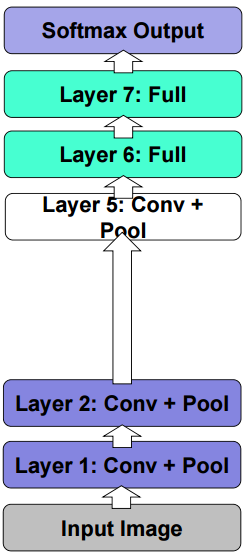 Softmax Output
Layer 7: Full
Layer 6: Full
Layer 5: Conv +
Pool
Layer 2: Conv + Pool
Layer 1: Conv + Pool
Input Image